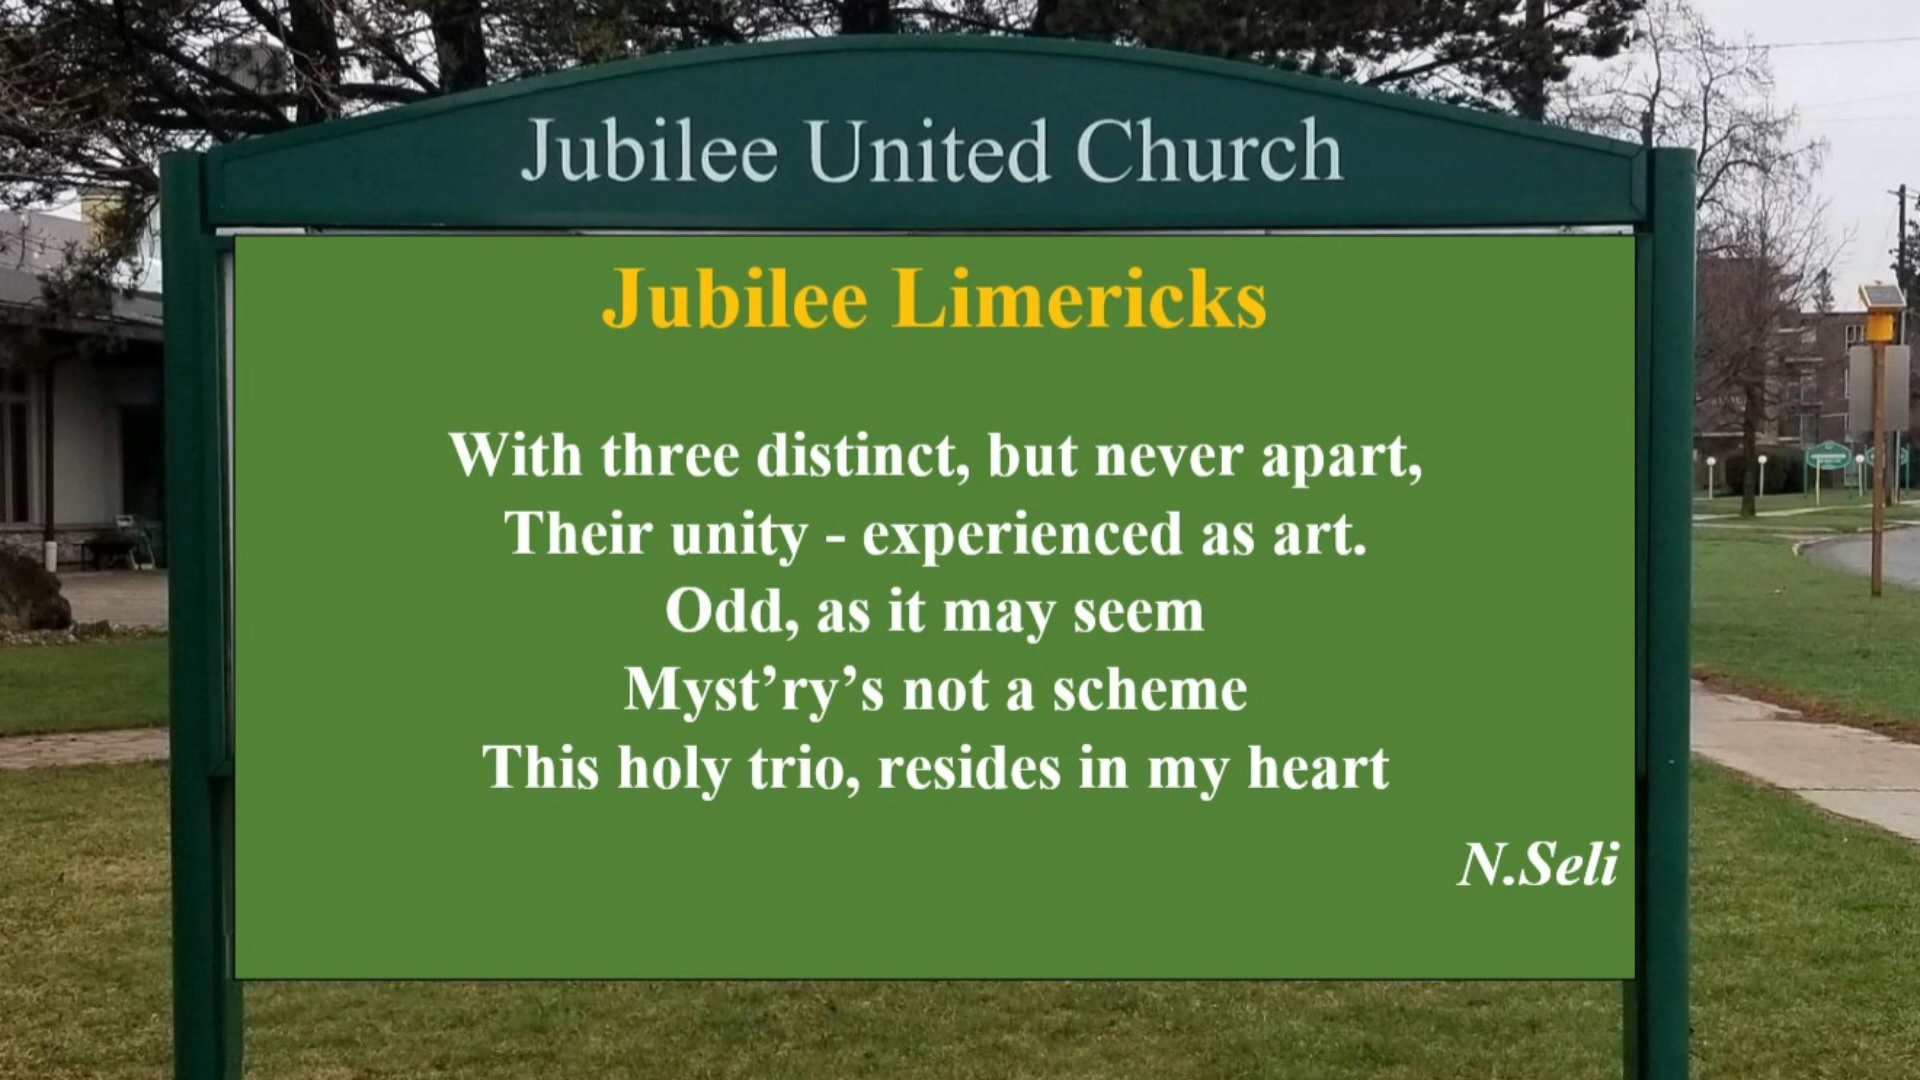 Jubilee United Church
Jubilee Limericks
With three distinct, but never apart,
Their unity - experienced as art.
Odd, as it may seem
Myst’ry’s not a scheme
This holy trio, resides in my heart
N.Seli